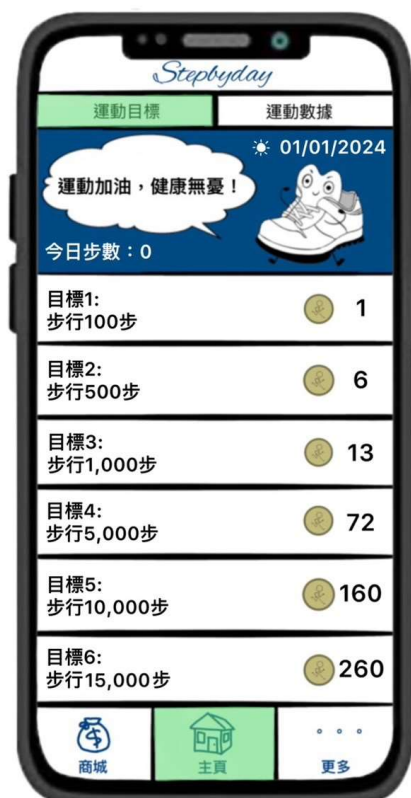 Stepbyday
運動目標
運動數據
01/01/2024
運動加油，健康無憂！
今日步數：0
目標1:
步行100步
1
目標2:
步行500步
6
目標3:
步行1,000步
13
目標4:
步行5,000步
72
目標5:
步行10,000步
160
目標6:
步行15,000步
260
商城
主頁
更多